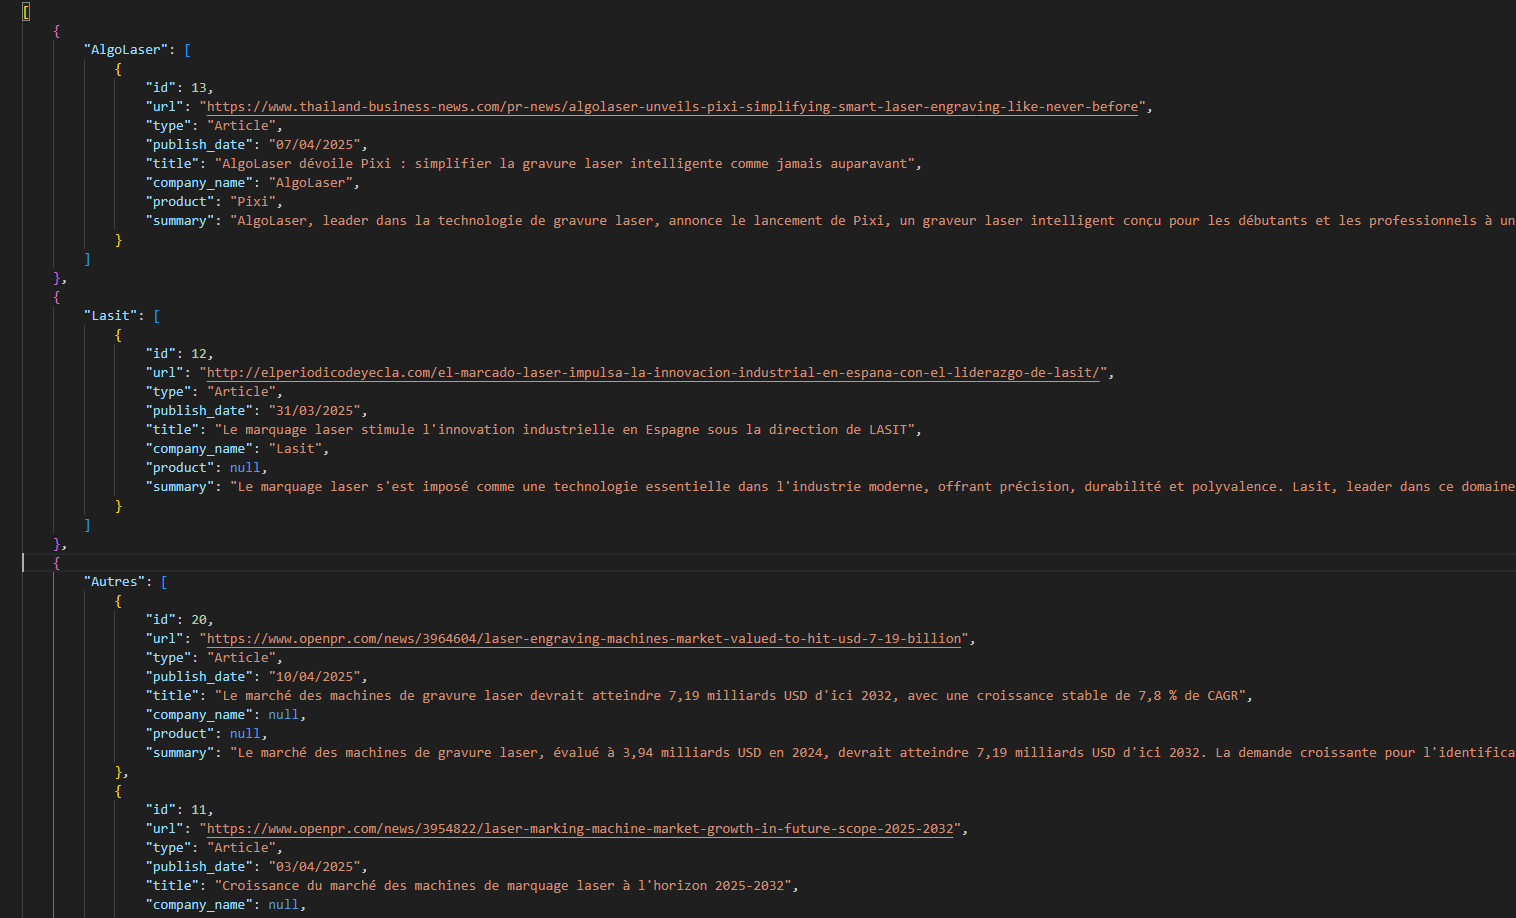 [
{
"AlgoLaser": [
{
"id": 13,
"url": "https://www.thailand-business-news.com/pr-news/algolaser-unveils-pixi-simplifying-smart-laser-engraving-like-never-before",
"type": "Article",
"publish_date": "07/04/2025",
"title": "AlgoLaser dévoile Pixi : simplifier la gravure laser intelligente comme jamais auparavant",
"company_name": "AlgoLaser",
"product": "Pixi",
"summary": "AlgoLaser, leader dans la technologie de gravure laser, annonce le lancement de Pixi, un graveur laser intelligent conçu pour les débutants et les professionnels à un
}
]
},
{
"Lasit": [
{
"id": 12,
"url": "http://elperiodicodeyecla.com/el-marcado-laser-impulsa-la-innovacion-industrial-en-espana-con-el-liderazgo-de-lasit/",
"type": "Article",
"publish_date": "31/03/2025",
"title": "Le marquage laser stimule l'innovation industrielle en Espagne sous la direction de LASIT",
"company_name": "Lasit",
"product": null,
"summary": "Le marquage laser s'est imposé comme une technologie essentielle dans l'industrie moderne, offrant précision, durabilité et polyvalence. Lasit, leader dans ce domaine
}
]
},
{
"Autres": [
{
"id": 20,
"url": "https://www.openpr.com/news/3964604/laser-engraving-machines-market-valued-to-hit-usd-7-19-billion",
"type": "Article",
"publish_date": "10/04/2025",
"title": "Le marché des machines de gravure laser devrait atteindre 7,19 milliards USD d'ici 2032, avec une croissance stable de 7,8 % de CAGR",
"company_name": null,
"product": null,
"summary": "Le marché des machines de gravure laser, évalué à 3,94 milliards USD en 2024, devrait atteindre 7,19 milliards USD d'ici 2032. La demande croissante pour l'identifica
},
{
"id": 11,
"url": "https://www.openpr.com/news/3954822/laser-marking-machine-market-growth-in-future-scope-2025-2032",
"type": "Article",
"publish_date": "03/04/2025",
"title": "Croissance du marché des machines de marquage laser à l'horizon 2025-2032",
"company_name": null,